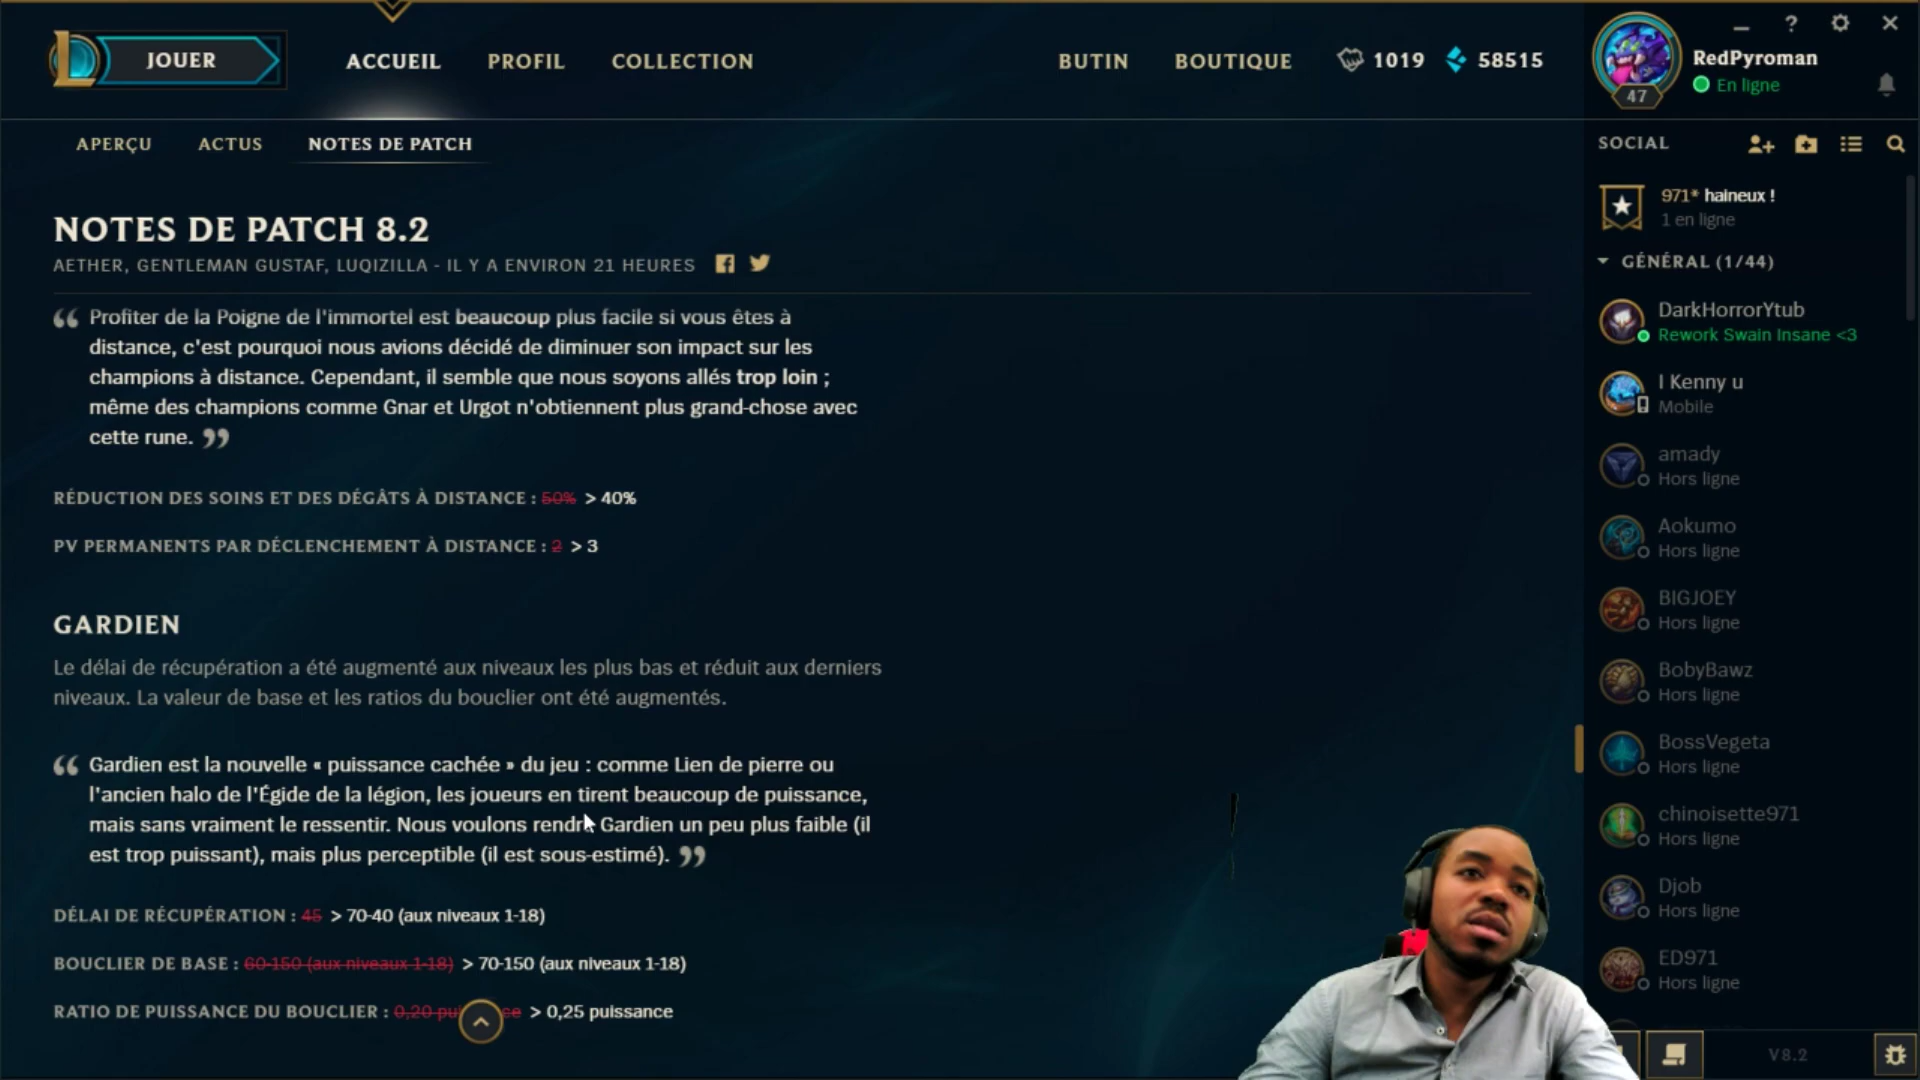 JOUER
ACCUEIL
PROFIL
COLLECTION
BUTIN
BOUTIQUE
1019
58515
RedPyroman
47
En ligne
APERÇU
ACTUS
NOTES DE PATCH
NOTES DE PATCH 8.2
AETHER, GENTLEMAN GUSTAF, LUQIZILLA - IL Y A ENVIRON 21 HEURES
“ Profiter de la Poigne de l'immortel est beaucoup plus facile si vous êtes à
distance, c'est pourquoi nous avions décidé de diminuer son impact sur les
champions à distance. Cependant, il semble que nous soyons allés trop loin ;
même des champions comme Gnar et Urgot n'obtiennent plus grand-chose avec
cette rune. ”
RÉDUCTION DES SOINS ET DES DÉGÂTS À DISTANCE : 50% > 40%
PV PERMANENTS PAR DÉCLENCHEMENT À DISTANCE : 2 > 3
GARDIEN
Le délai de récupération a été augmenté aux niveaux les plus bas et réduit aux derniers
niveaux. La valeur de base et les ratios du bouclier ont été augmentés.
“ Gardien est la nouvelle « puissance cachée » du jeu : comme Lien de pierre ou
l'ancien halo de l'Égide de la légion, les joueurs en tirent beaucoup de puissance,
mais sans vraiment le ressentir. Nous voulons rendre Gardien un peu plus faible (il
est trop puissant), mais plus perceptible (il est sous-estimé). ”
DÉLAI DE RÉCUPÉRATION : 45 > 70-40 (aux niveaux 1-18)
BOUCLIER DE BASE : 60-150 (aux niveaux 1-18) > 70-150 (aux niveaux 1-18)
RATIO DE PUISSANCE DU BOUCLIER : 0,20 > 0,25 puissance
SOCIAL
971* haineux !
1 en ligne
GÉNÉRAL (1/44)
DarkHorrorYtub
Rework Swain Insane <3
I Kenny u
Mobile
amady
Hors ligne
Aokumo
Hors ligne
BIGJOEY
Hors ligne
BobyBawz
Hors ligne
BossVegeta
Hors ligne
chinoisette971
Hors ligne
Djob
Hors ligne
ED971
Hors ligne
V8.2